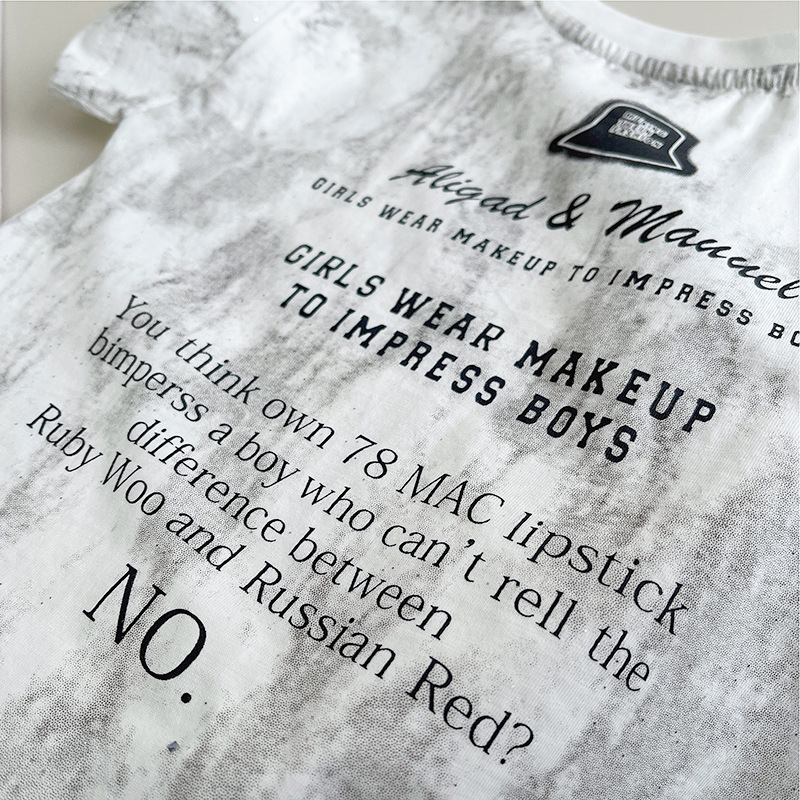 Aligad & Manuel
GIRLS WEAR MAKEUP TO IMPRESS BO
GIRLS WEAR MAKEUP
TO IMPRESS BOYS
You think own 78 MAC lipstick
bimperss a boy who can't rell the
difference between
Ruby Woo and Russian Red?
NO.